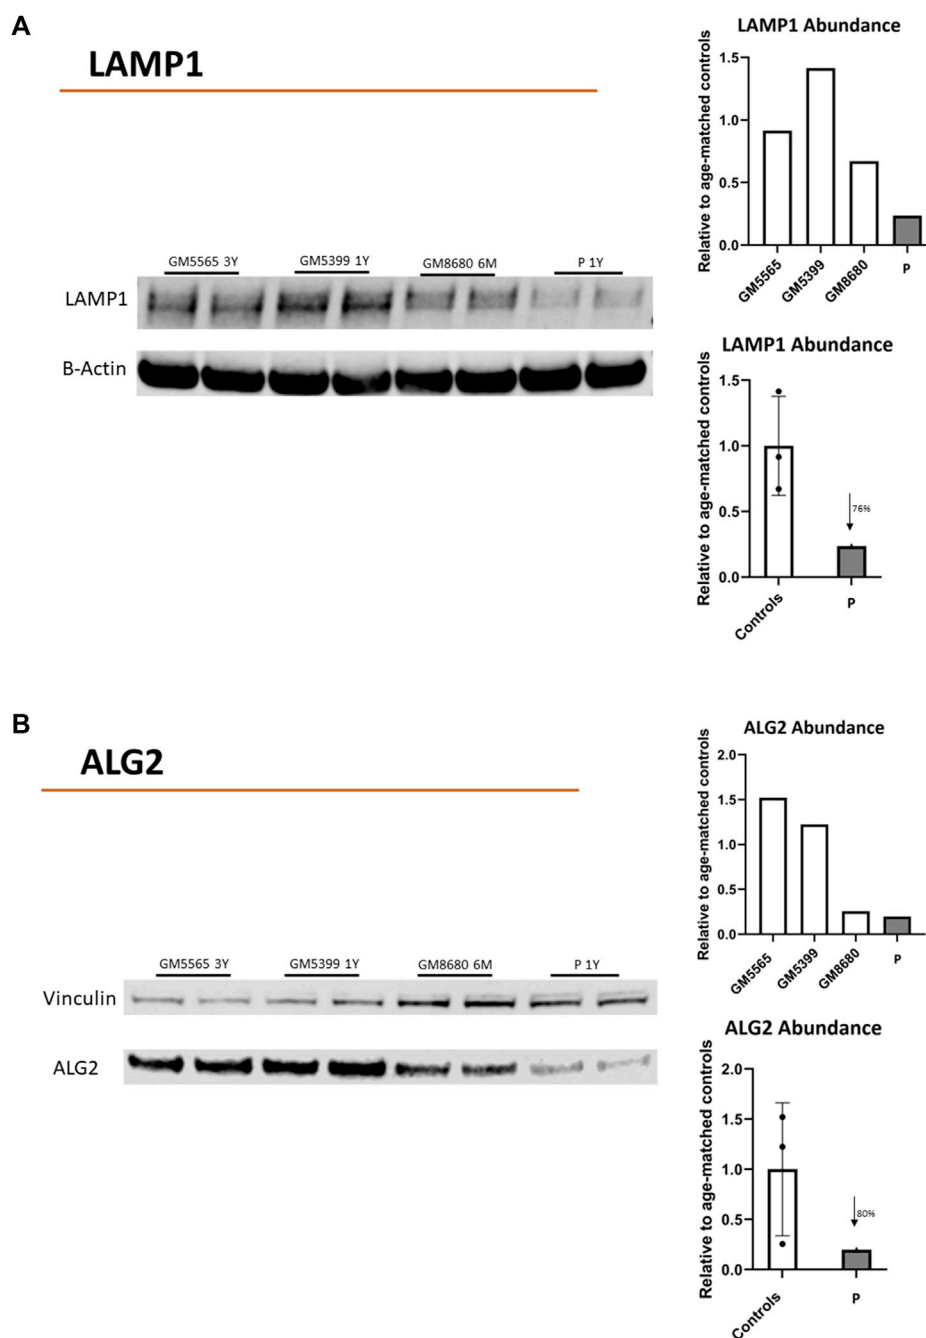 A
LAMP1
GM5565 3Y GM5399 1Y GM8680 6M P 1Y
LAMP1
B-Actin
LAMP1 Abundance
Relative to age-matched controls
1.5
1.0
0.5
0.0
GM5565 GM5399 GM8680 P
LAMP1 Abundance
Relative to age-matched controls
1.5
1.0
0.5
0.0
76%
Controls P
B
ALG2
GM5565 3Y GM5399 1Y GM8680 6M P 1Y
Vinculin
ALG2
ALG2 Abundance
Relative to age-matched controls
2.0
1.5
1.0
0.5
0.0
GM5565 GM5399 GM8680 P
ALG2 Abundance
Relative to age-matched controls
2.0
1.5
1.0
0.5
0.0
80%
Controls P